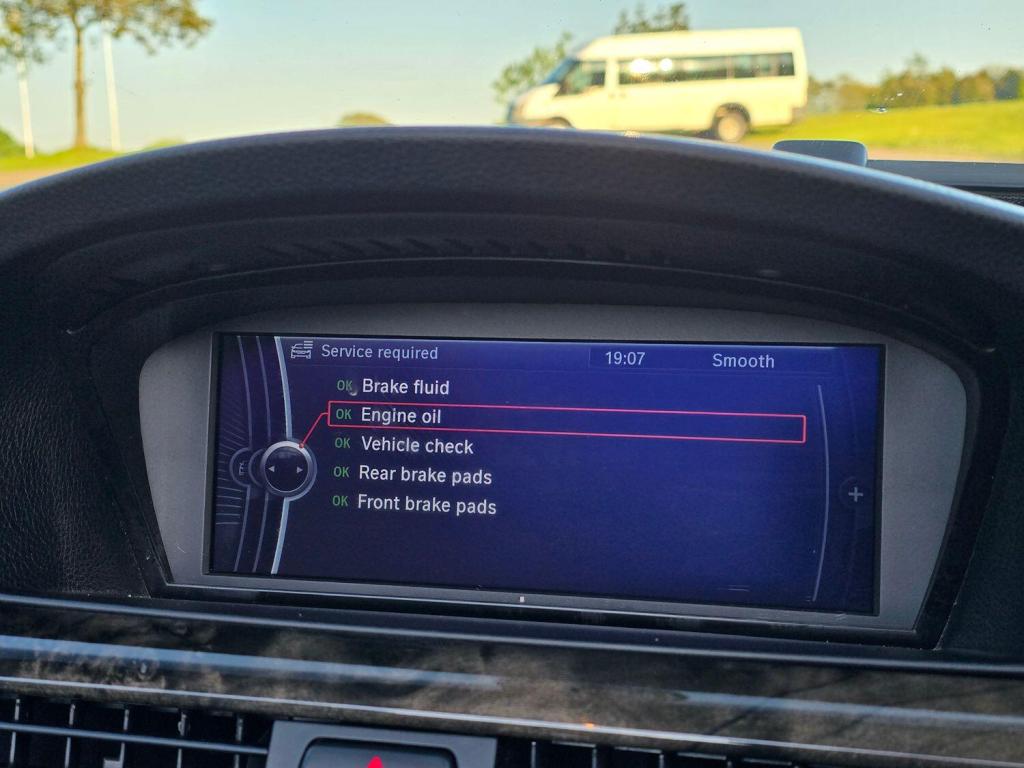 Service required 19:07 Smooth
OK Brake fluid
OK Engine oil
OK Vehicle check
OK Rear brake pads
OK Front brake pads